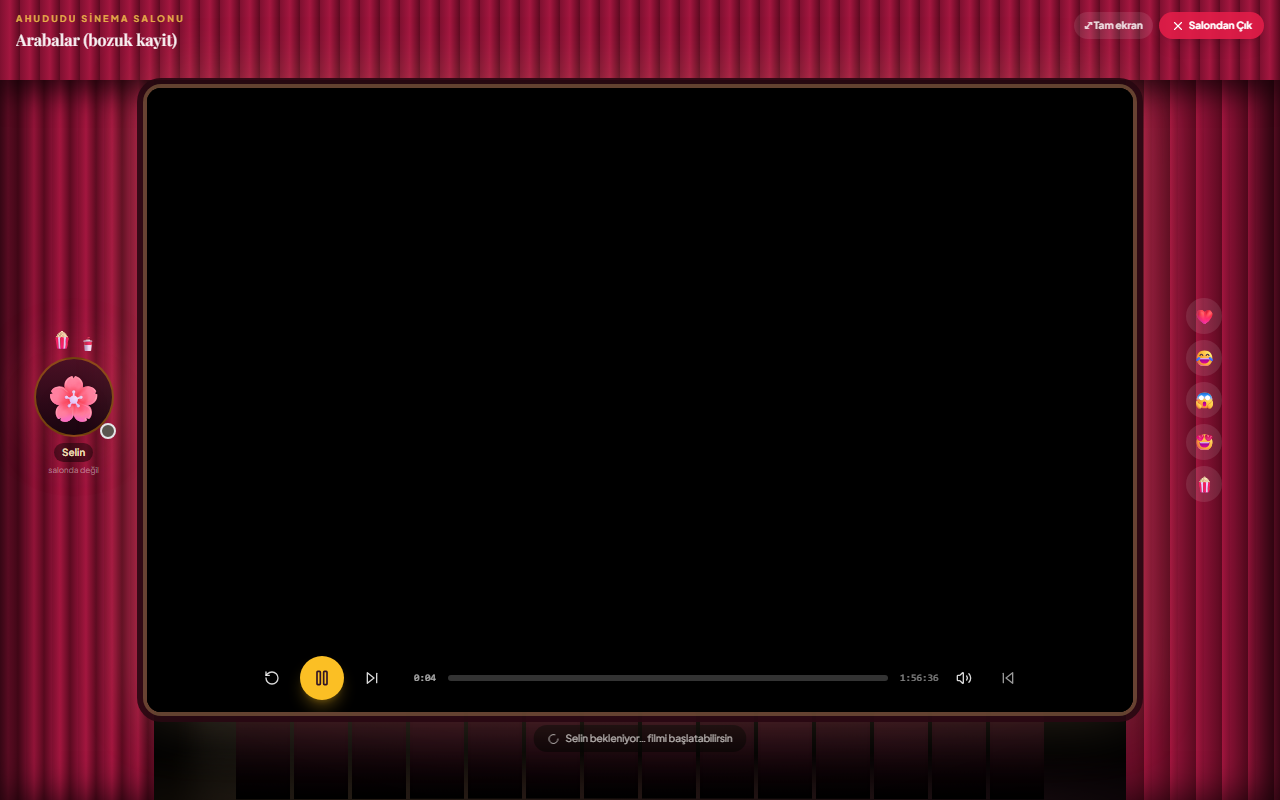 AHUDUDU SİNEMA SALONU
Arabalar (bozuk kayit)
Tam ekran
Salondan Çık
Selin
salonda değil
0:04
1:56:36
Selin bekleniyor... filmi başlatabilirsin